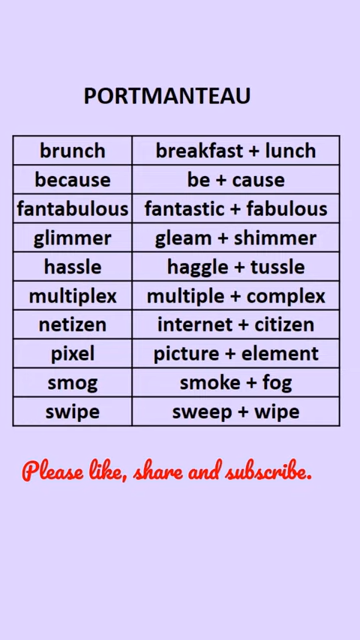 PORTMANTEAU
brunch breakfast + lunch
because be + cause
fantabulous fantastic + fabulous
glimmer gleam + shimmer
hassle haggle + tussle
multiplex multiple + complex
netizen internet + citizen
pixel picture + element
smog smoke + fog
swipe sweep + wipe
Please like, share and subscribe.